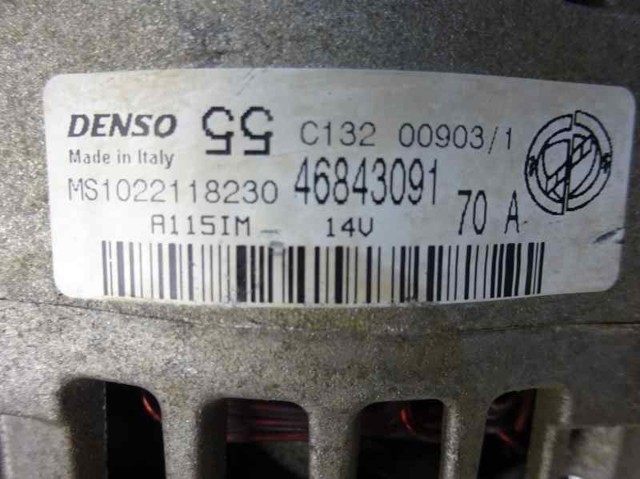 DENSO 55 C132 00903/1
Made in Italy
MS1022118230 46843091
70 A
A115IM 14V